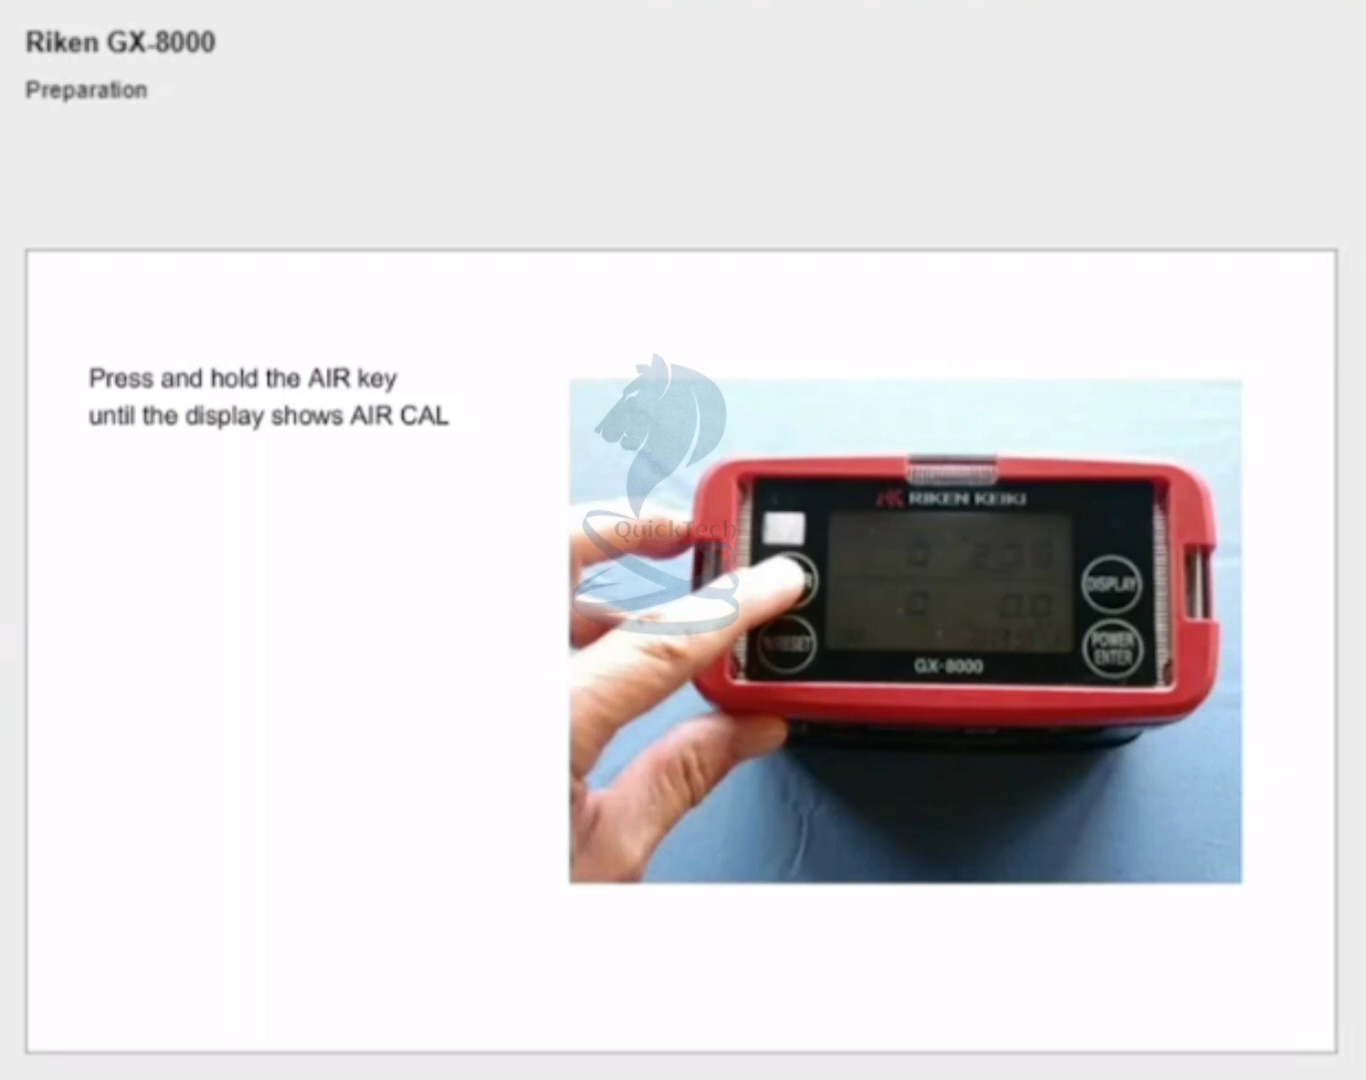 Riken GX-8000
Preparation
Press and hold the AIR key
until the display shows AIR CAL
QuickTech
RIKEN KEIKI
DISPLAY
POWER
ENTER
GX-8000